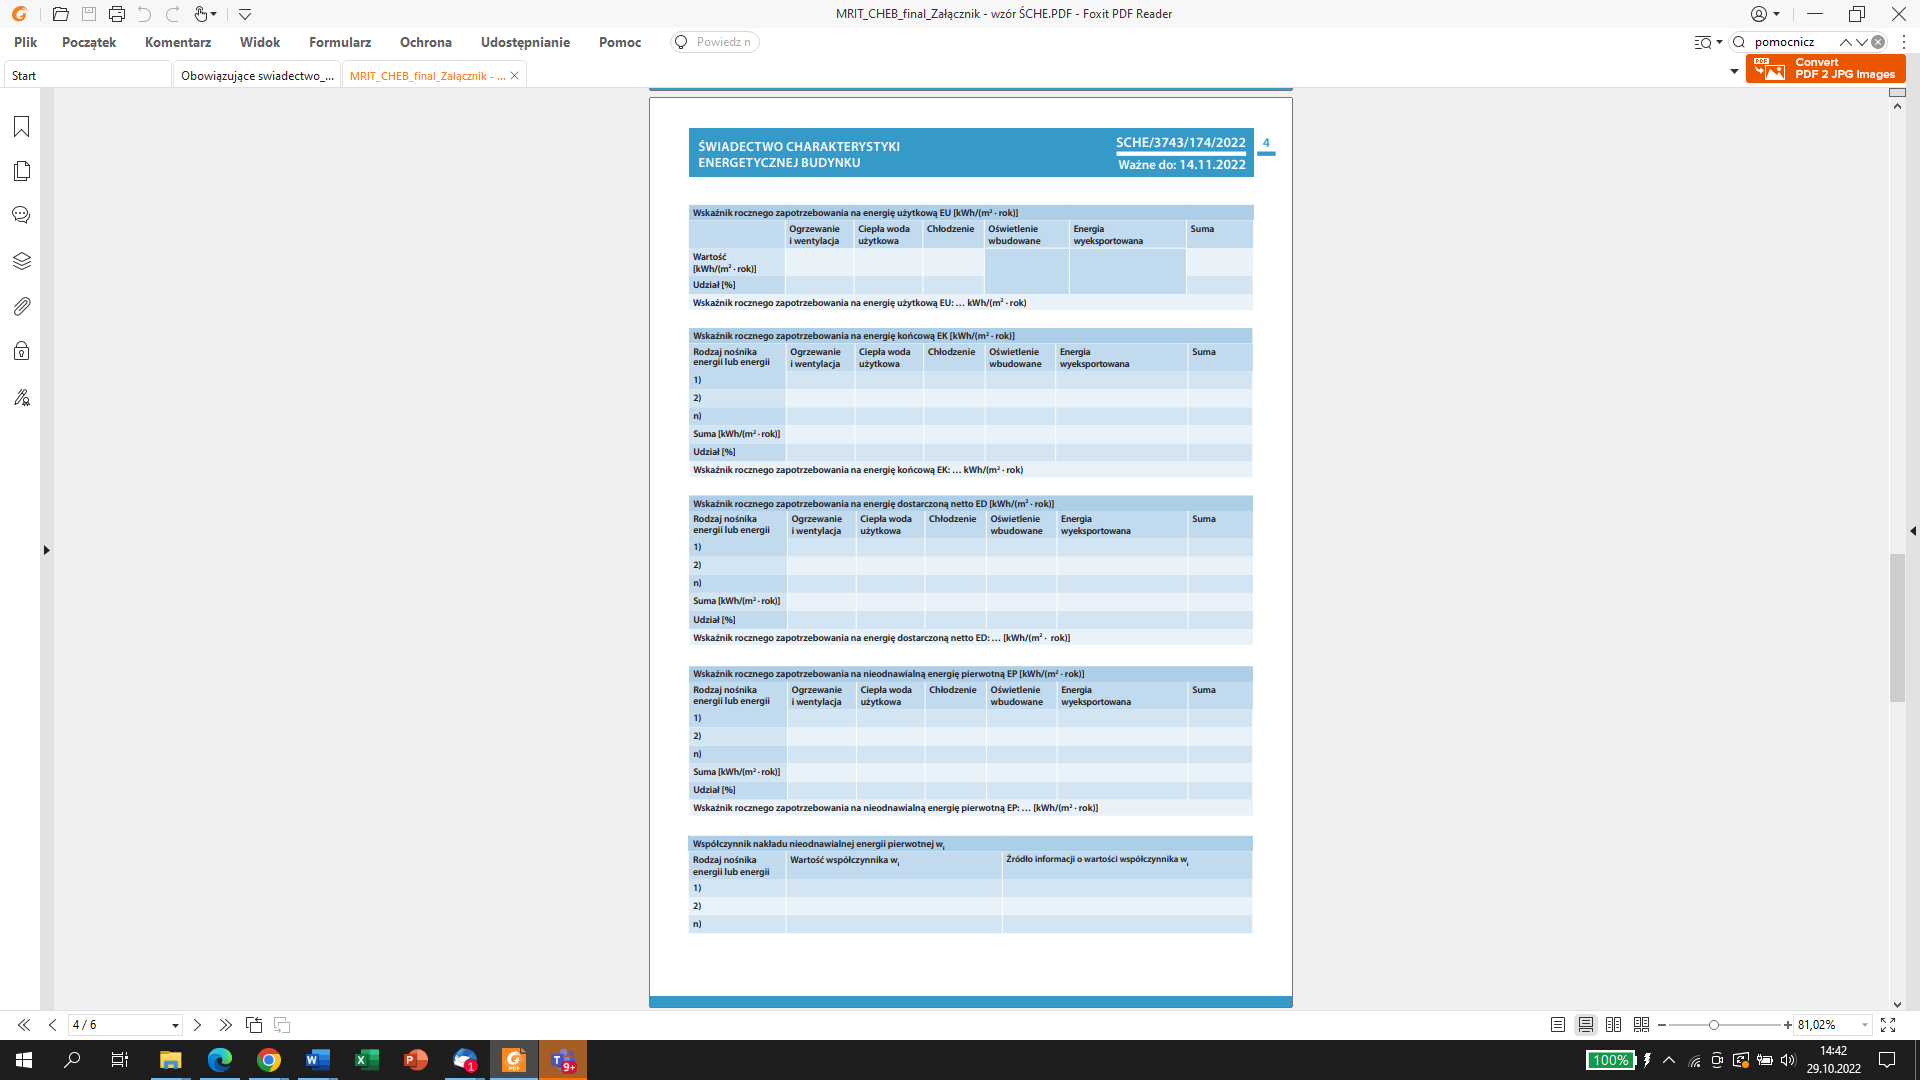 MRIT_CHEB_final_Załącznik - wzór ŚCHE.PDF - Foxit PDF Reader
Plik Początek Komentarz Widok Formularz Ochrona Udostępnianie Pomoc Powiedz n pomocnicz
Start Obowiązujące swiadectwo_... MRIT_CHEB_final_Załącznik - ...
PDF Convert
PDF 2 JPG Images
ŚWIADECTWO CHARAKTERYSTYKI
ENERGETYCZNEJ BUDYNKU
SCHE/3743/174/2022
Ważne do: 14.11.2022
4
Wskaźnik rocznego zapotrzebowania na energię użytkową EU [kWh/(m² · rok)]
Ogrzewanie i wentylacja Ciepła woda użytkowa Chłodzenie Oświetlenie wbudowane Energia wyeksportowana Suma
Wartość
[kWh/(m² · rok)]
Udział [%]
Wskaźnik rocznego zapotrzebowania na energię użytkową EU: … kWh/(m² · rok)
Wskaźnik rocznego zapotrzebowania na energię końcową EK [kWh/(m² · rok)]
Rodzaj nośnika energii lub energii Ogrzewanie i wentylacja Ciepła woda użytkowa Chłodzenie Oświetlenie wbudowane Energia wyeksportowana Suma
1)
2)
n)
Suma [kWh/(m² · rok)]
Udział [%]
Wskaźnik rocznego zapotrzebowania na energię końcową EK: … kWh/(m² · rok)
Wskaźnik rocznego zapotrzebowania na energię dostarczoną netto ED [kWh/(m² · rok)]
Rodzaj nośnika energii lub energii Ogrzewanie i wentylacja Ciepła woda użytkowa Chłodzenie Oświetlenie wbudowane Energia wyeksportowana Suma
1)
2)
n)
Suma [kWh/(m² · rok)]
Udział [%]
Wskaźnik rocznego zapotrzebowania na energię dostarczoną netto ED: … [kWh/(m² · rok)]
Wskaźnik rocznego zapotrzebowania na nieodnawialną energię pierwotną EP [kWh/(m² · rok)]
Rodzaj nośnika energii lub energii Ogrzewanie i wentylacja Ciepła woda użytkowa Chłodzenie Oświetlenie wbudowane Energia wyeksportowana Suma
1)
2)
n)
Suma [kWh/(m² · rok)]
Udział [%]
Wskaźnik rocznego zapotrzebowania na nieodnawialną energię pierwotną EP: … [kWh/(m² · rok)]
Współczynnik nakładu nieodnawialnej energii pierwotnej wᵢ
Rodzaj nośnika energii lub energii Wartość współczynnika wᵢ Źródło informacji o wartości współczynnika wᵢ
1)
2)
n)
4 / 6
81,02%
W X P 1 PDF T 9+
100%
14:42
29.10.2022